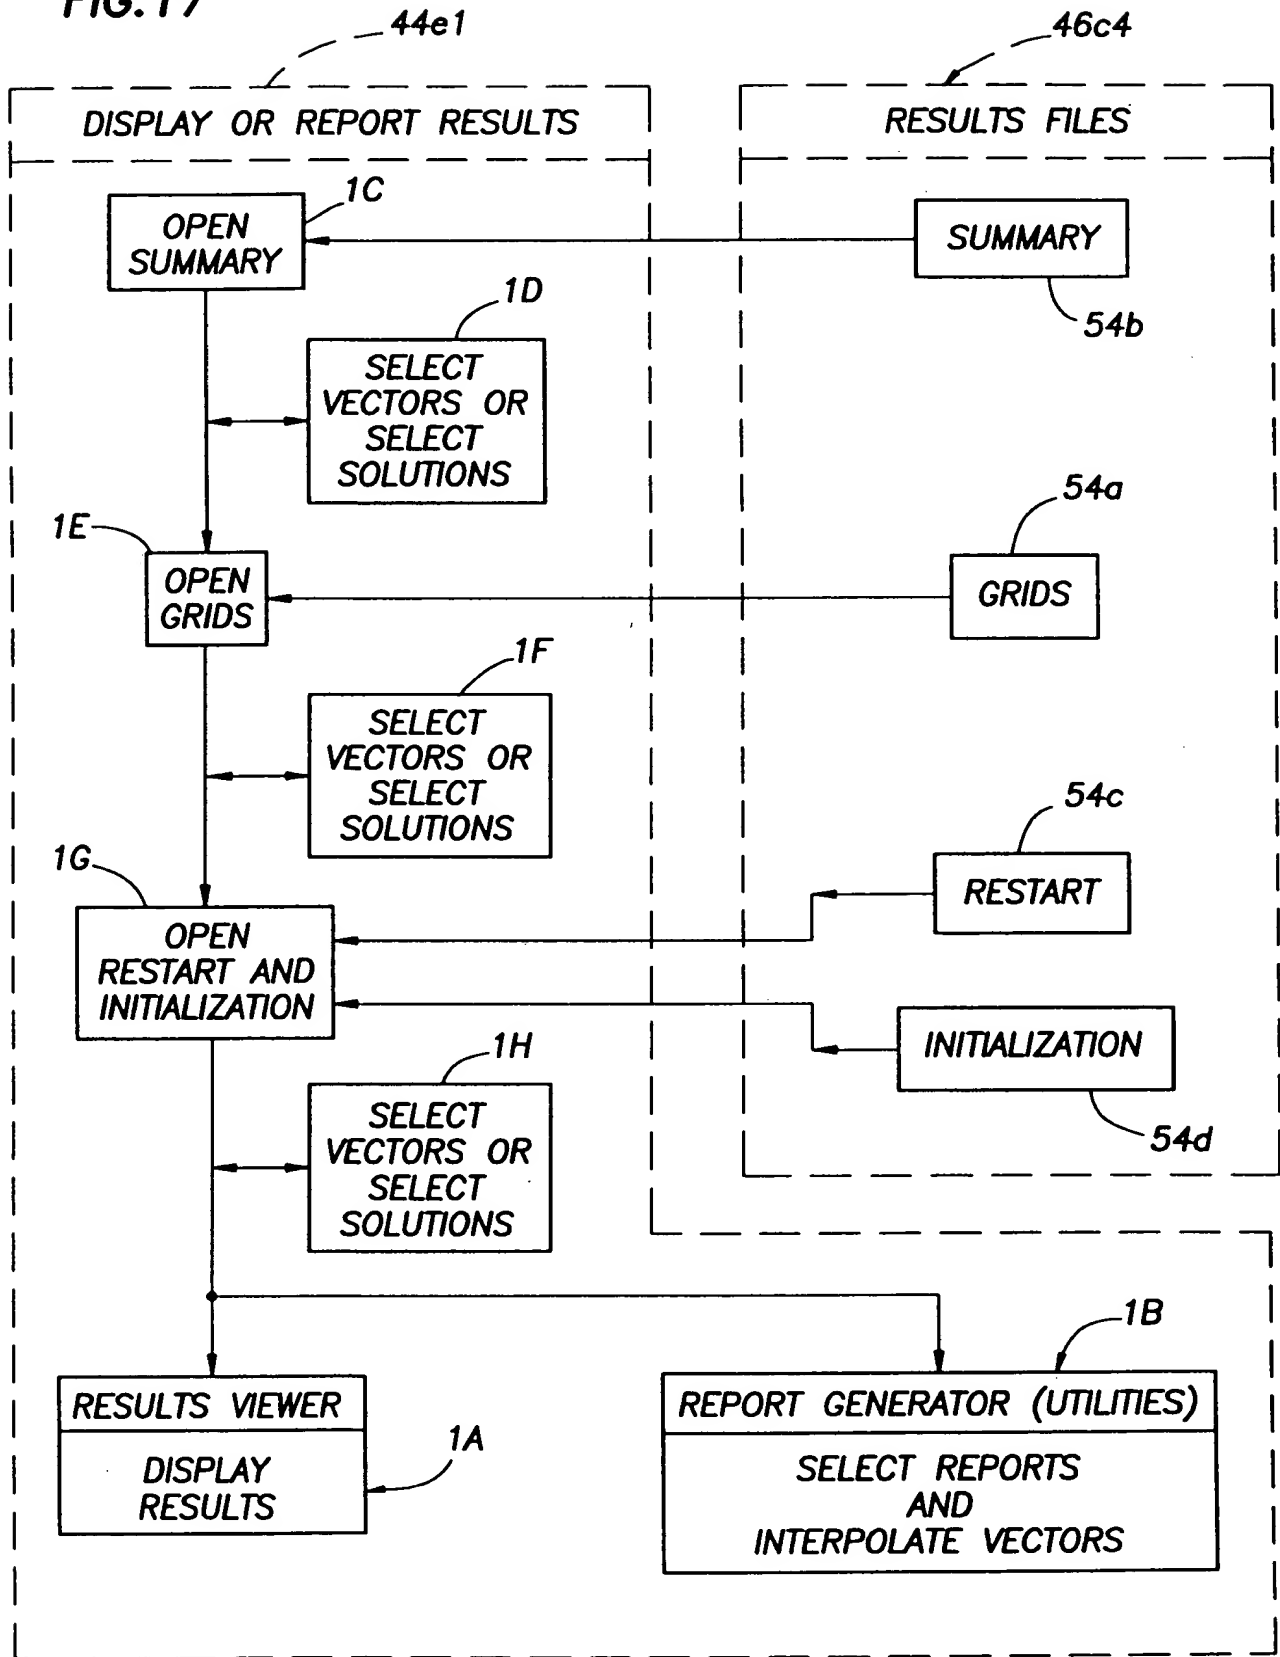 FIG. 17
44e1
46c4
DISPLAY OR REPORT RESULTS
RESULTS FILES
1C
OPEN
SUMMARY
SUMMARY
54b
1D
SELECT
VECTORS OR
SELECT
SOLUTIONS
1E
OPEN
GRIDS
54a
GRIDS
1F
SELECT
VECTORS OR
SELECT
SOLUTIONS
54c
RESTART
1G
OPEN
RESTART AND
INITIALIZATION
INITIALIZATION
54d
1H
SELECT
VECTORS OR
SELECT
SOLUTIONS
1B
RESULTS VIEWER
DISPLAY
RESULTS
1A
REPORT GENERATOR (UTILITIES)
SELECT REPORTS
AND
INTERPOLATE VECTORS